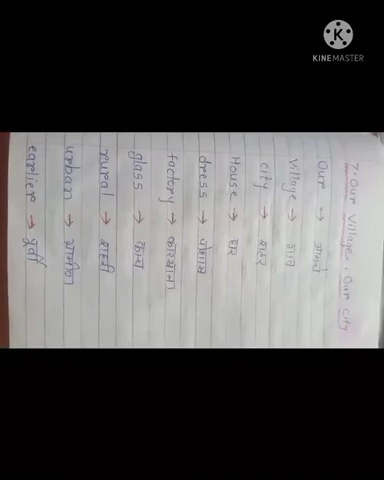 K
KINEMASTER
7. Our Village, Our City
Our → आमचे
Village → गाव
city → शहर
House → घर
dress → पोशाख
factory → कारखाना
glass → काच
rural → शहरी
urban → ग्रामीण
earlier → पूर्वी